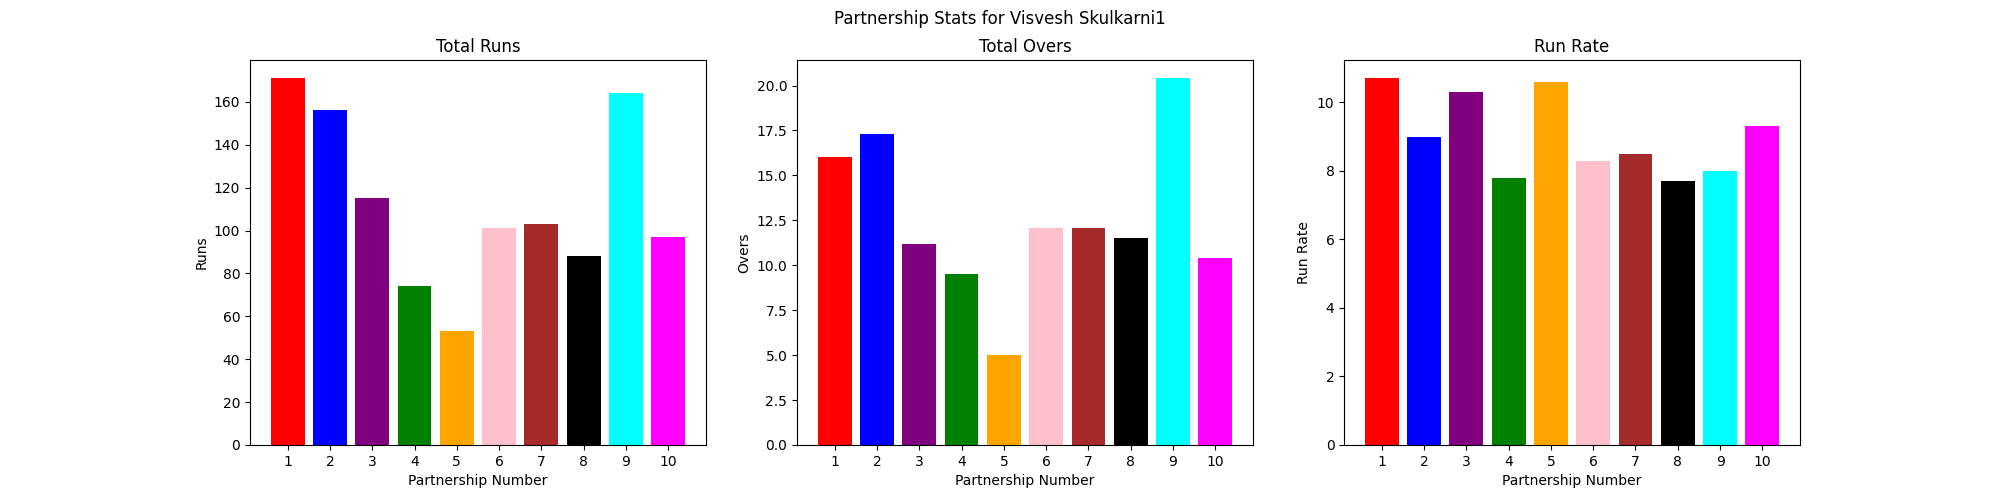 Partnership Stats for Visvesh Skulkarni1
Total Runs
Runs
160
140
120
100
80
60
40
20
0
1 2 3 4 5 6 7 8 9 10
Partnership Number
Total Overs
Overs
20.0
17.5
15.0
12.5
10.0
7.5
5.0
2.5
0.0
1 2 3 4 5 6 7 8 9 10
Partnership Number
Run Rate
Run Rate
10
8
6
4
2
0
1 2 3 4 5 6 7 8 9 10
Partnership Number